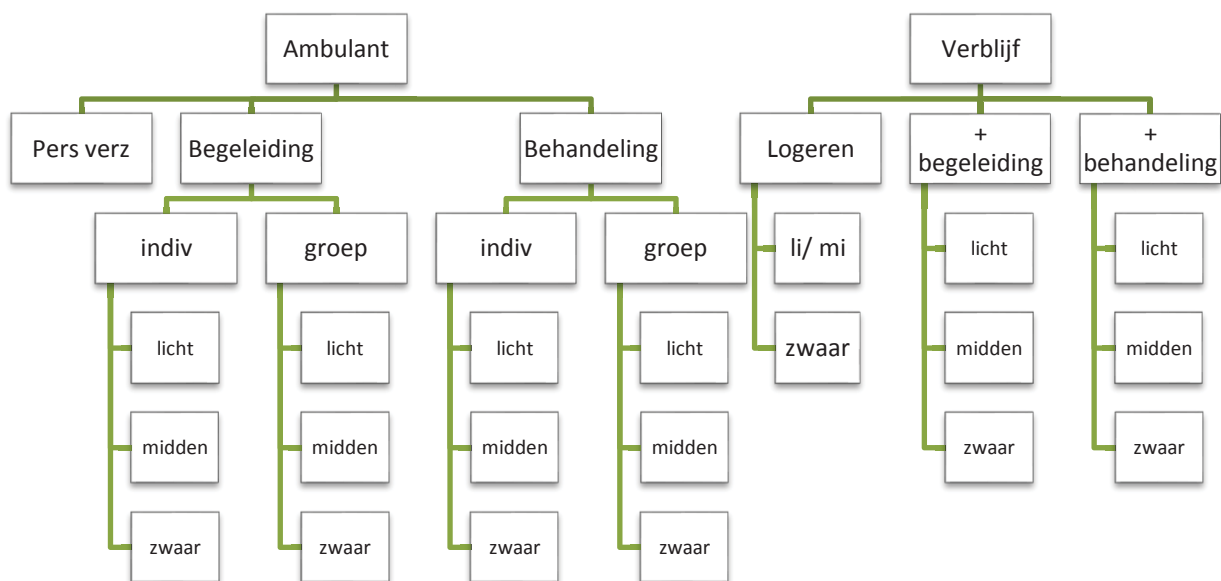 Ambulant
Verblijf
Pers verz
Begeleiding
Behandeling
Logeren
+
begeleiding
+
behandeling
indiv
groep
indiv
groep
li/ mi
licht
licht
licht
licht
licht
licht
zwaar
midden
midden
midden
midden
midden
midden
zwaar
zwaar
zwaar
zwaar
zwaar
zwaar